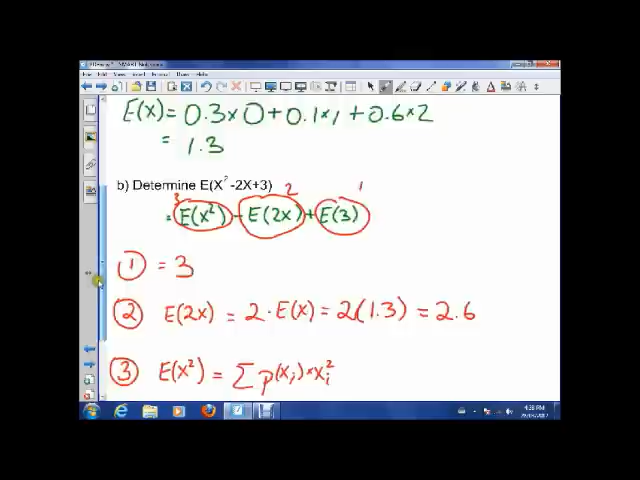 E(x) = 0.3×0 + 0.1×1 + 0.6×2
= 1.3
b) Determine E(X²-2X+3)
3 2 1
= E(x²) - E(2x) + E(3)
① = 3
② E(2x) = 2·E(x) = 2(1.3) = 2.6
③ E(x²) = ∑ p(xᵢ)×xᵢ²